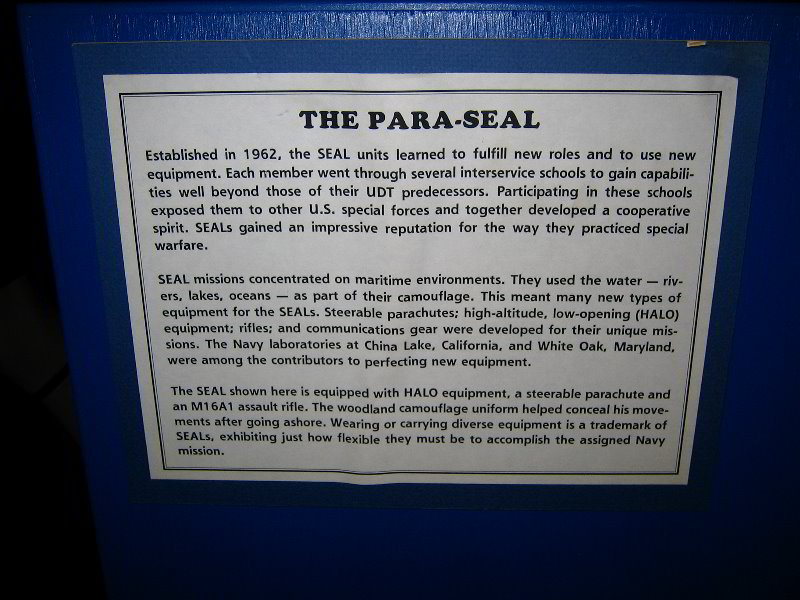 THE PARA-SEAL
Established in 1962, the SEAL units learned to fulfill new roles and to use new
equipment. Each member went through several interservice schools to gain capabili-
ties well beyond those of their UDT predecessors. Participating in these schools
exposed them to other U.S. special forces and together developed a cooperative
spirit. SEALs gained an impressive reputation for the way they practiced special
warfare.
SEAL missions concentrated on maritime environments. They used the water — riv-
ers, lakes, oceans — as part of their camouflage. This meant many new types of
equipment for the SEALs. Steerable parachutes; high-altitude, low-opening (HALO)
equipment; rifles; and communications gear were developed for their unique mis-
sions. The Navy laboratories at China Lake, California, and White Oak, Maryland,
were among the contributors to perfecting new equipment.
The SEAL shown here is equipped with HALO equipment, a steerable parachute and
an M16A1 assault rifle. The woodland camouflage uniform helped conceal his move-
ments after going ashore. Wearing or carrying diverse equipment is a trademark of
SEALs, exhibiting just how flexible they must be to accomplish the assigned Navy
mission.